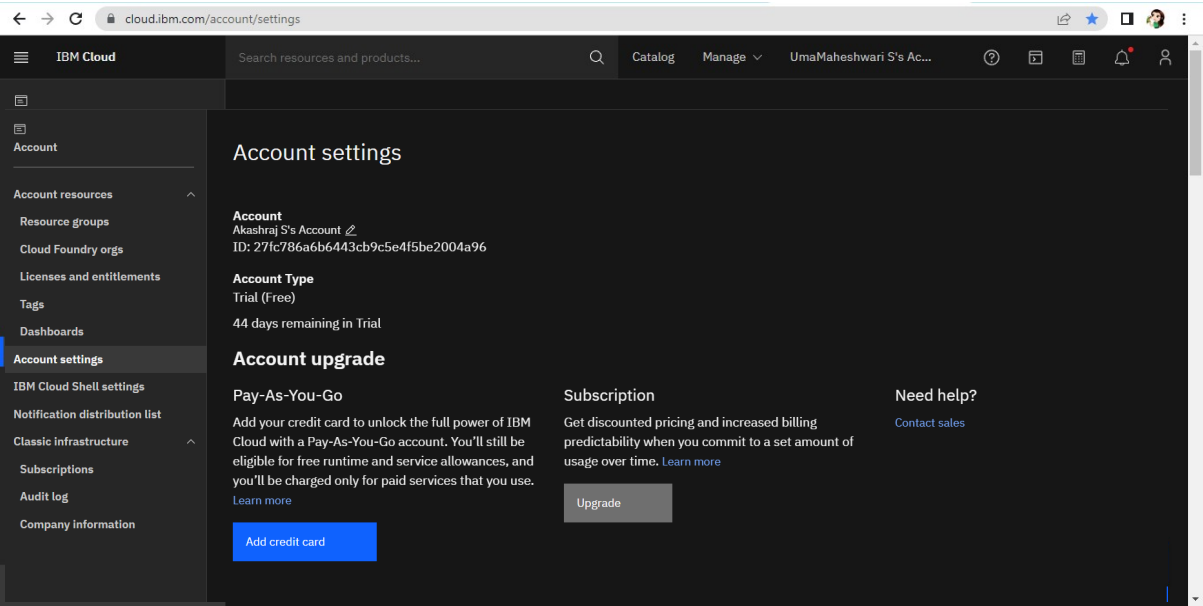 cloud.ibm.com/account/settings
IBM Cloud
Search resources and products...
Catalog
Manage
UmaMaheshwari S's Ac...
Account
Account resources
Resource groups
Cloud Foundry orgs
Licenses and entitlements
Tags
Dashboards
Account settings
IBM Cloud Shell settings
Notification distribution list
Classic infrastructure
Subscriptions
Audit log
Company information
Account settings
Account
Akashraj S's Account
ID: 27fc786a6b6443cb9c5e4f5be2004a96
Account Type
Trial (Free)
44 days remaining in Trial
Account upgrade
Pay-As-You-Go
Add your credit card to unlock the full power of IBM
Cloud with a Pay-As-You-Go account. You’ll still be
eligible for free runtime and service allowances, and
you’ll be charged only for paid services that you use.
Learn more
Add credit card
Subscription
Get discounted pricing and increased billing
predictability when you commit to a set amount of
usage over time. Learn more
Upgrade
Need help?
Contact sales